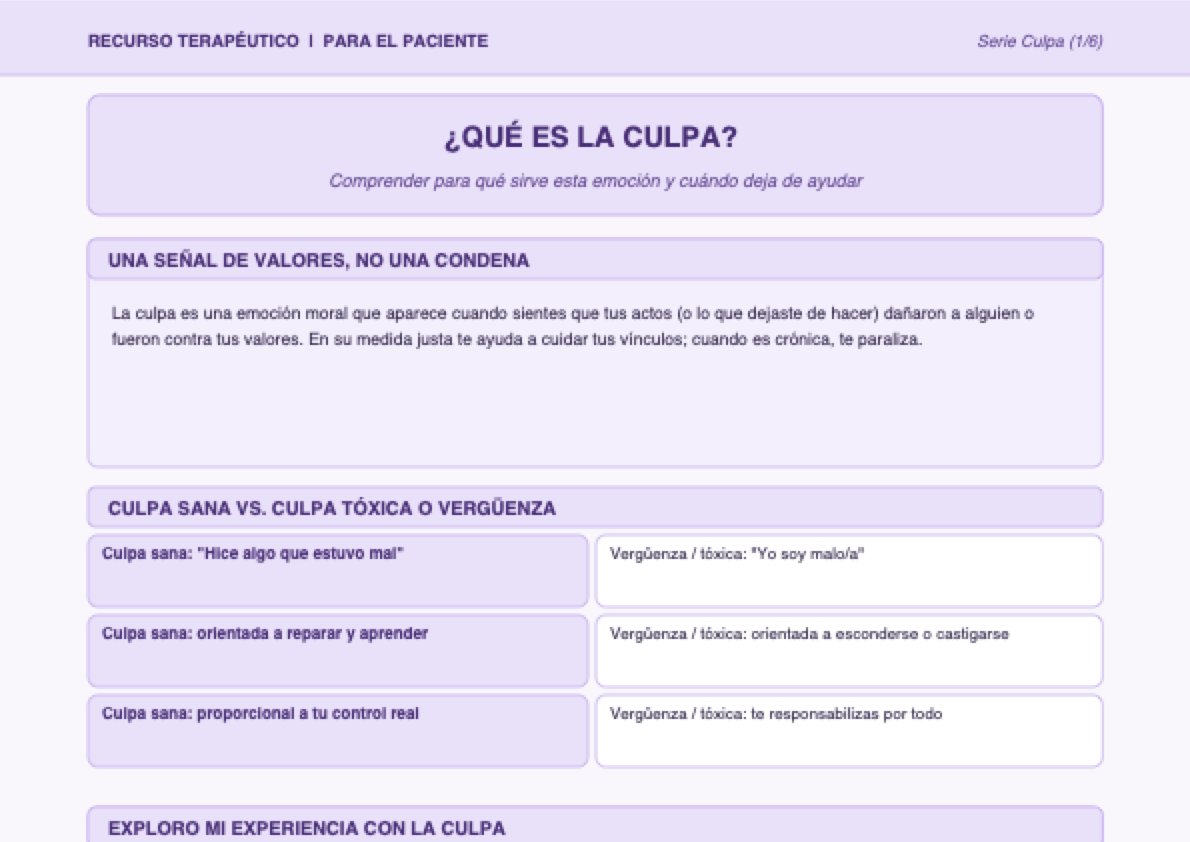 RECURSO TERAPÉUTICO | PARA EL PACIENTE
Serie Culpa (1/6)
¿QUÉ ES LA CULPA?
Comprender para qué sirve esta emoción y cuándo deja de ayudar
UNA SEÑAL DE VALORES, NO UNA CONDENA
La culpa es una emoción moral que aparece cuando sientes que tus actos (o lo que dejaste de hacer) dañaron a alguien o
fueron contra tus valores. En su medida justa te ayuda a cuidar tus vínculos; cuando es crónica, te paraliza.
CULPA SANA VS. CULPA TÓXICA O VERGÜENZA
Culpa sana: "Hice algo que estuvo mal"
Vergüenza / tóxica: "Yo soy malo/a"
Culpa sana: orientada a reparar y aprender
Vergüenza / tóxica: orientada a esconderse o castigarse
Culpa sana: proporcional a tu control real
Vergüenza / tóxica: te responsabilizas por todo
EXPLORO MI EXPERIENCIA CON LA CULPA